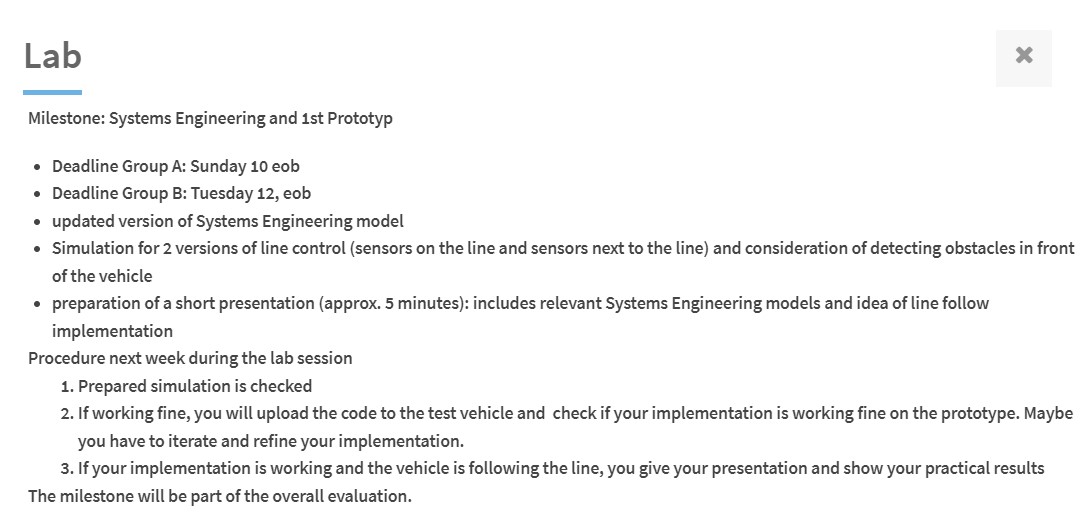 Lab
Milestone: Systems Engineering and 1st Prototyp
• Deadline Group A: Sunday 10 eob
• Deadline Group B: Tuesday 12, eob
• updated version of Systems Engineering model
• Simulation for 2 versions of line control (sensors on the line and sensors next to the line) and consideration of detecting obstacles in front
of the vehicle
• preparation of a short presentation (approx. 5 minutes): includes relevant Systems Engineering models and idea of line follow
implementation
Procedure next week during the lab session
1. Prepared simulation is checked
2. If working fine, you will upload the code to the test vehicle and  check if your implementation is working fine on the prototype. Maybe
you have to iterate and refine your implementation.
3. If your implementation is working and the vehicle is following the line, you give your presentation and show your practical results
The milestone will be part of the overall evaluation.